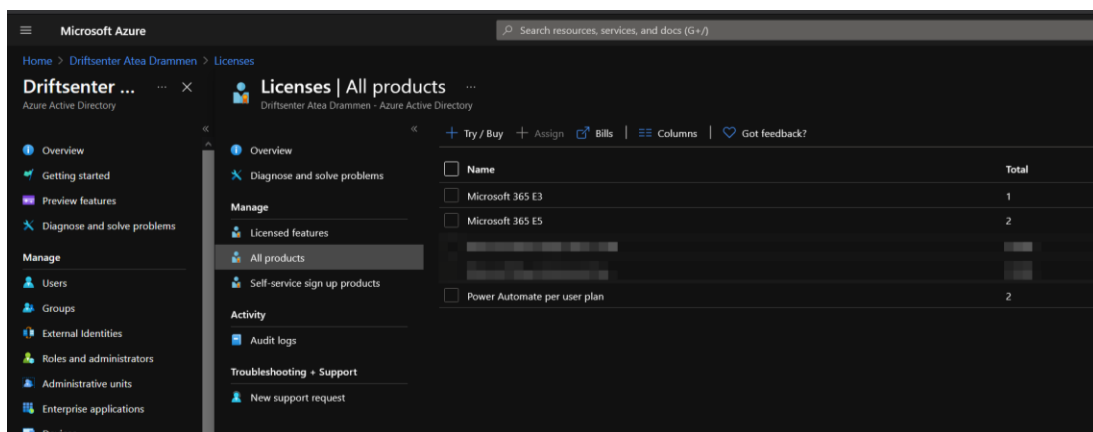 Microsoft Azure
Search resources, services, and docs (G+/)
Home > Driftsenter Atea Drammen > Licenses
Driftsenter ...
Azure Active Directory
Licenses | All products
Driftsenter Atea Drammen - Azure Active Directory
Overview
Getting started
Preview features
Diagnose and solve problems
Manage
Users
Groups
External Identities
Roles and administrators
Administrative units
Enterprise applications
Overview
Diagnose and solve problems
Manage
Licensed features
All products
Self-service sign up products
Activity
Audit logs
Troubleshooting + Support
New support request
Try / Buy Assign Bills Columns Got feedback?
Name Total
Microsoft 365 E3 1
Microsoft 365 E5 2
Power Automate per user plan 2